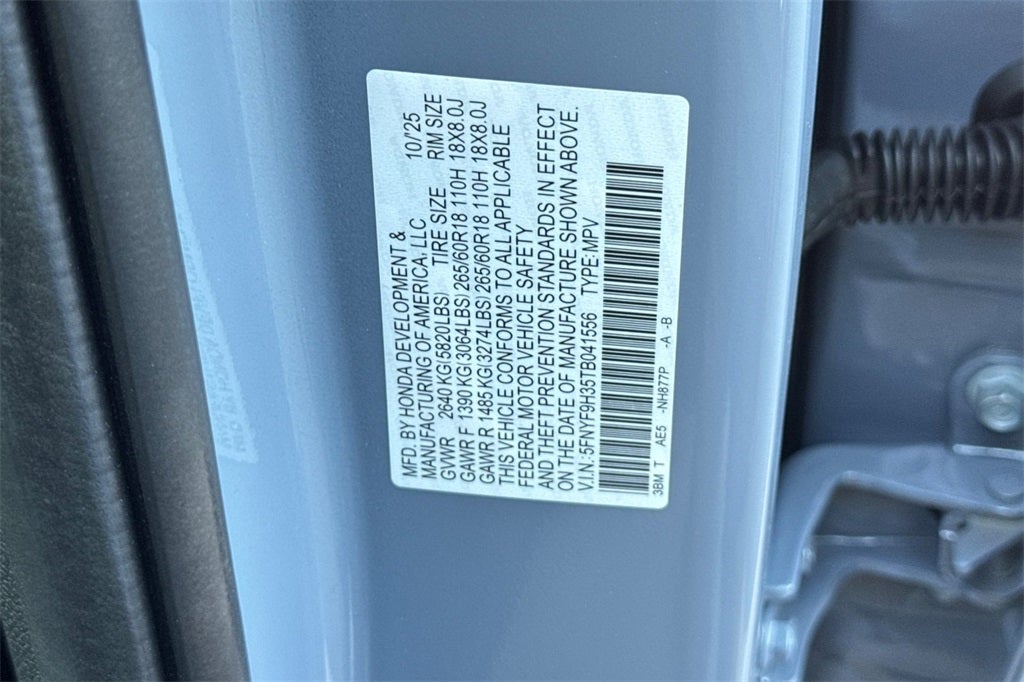 MFD. BY HONDA DEVELOPMENT &
MANUFACTURING OF AMERICA, LLC 10/'25
GVWR 2640 KG(5820LBS) TIRE SIZE RIM SIZE
GAWR F 1390 KG(3064LBS) 265/60R18 110H 18X8.0J
GAWR R 1485 KG(3274LBS) 265/60R18 110H 18X8.0J
THIS VEHICLE CONFORMS TO ALL APPLICABLE
FEDERAL MOTOR VEHICLE SAFETY
AND THEFT PREVENTION STANDARDS IN EFFECT
ON THE DATE OF MANUFACTURE SHOWN ABOVE.
V.I.N.:5FNYF9H35TB041556 TYPE:MPV
3BM T AE5 -NH877P -A -B